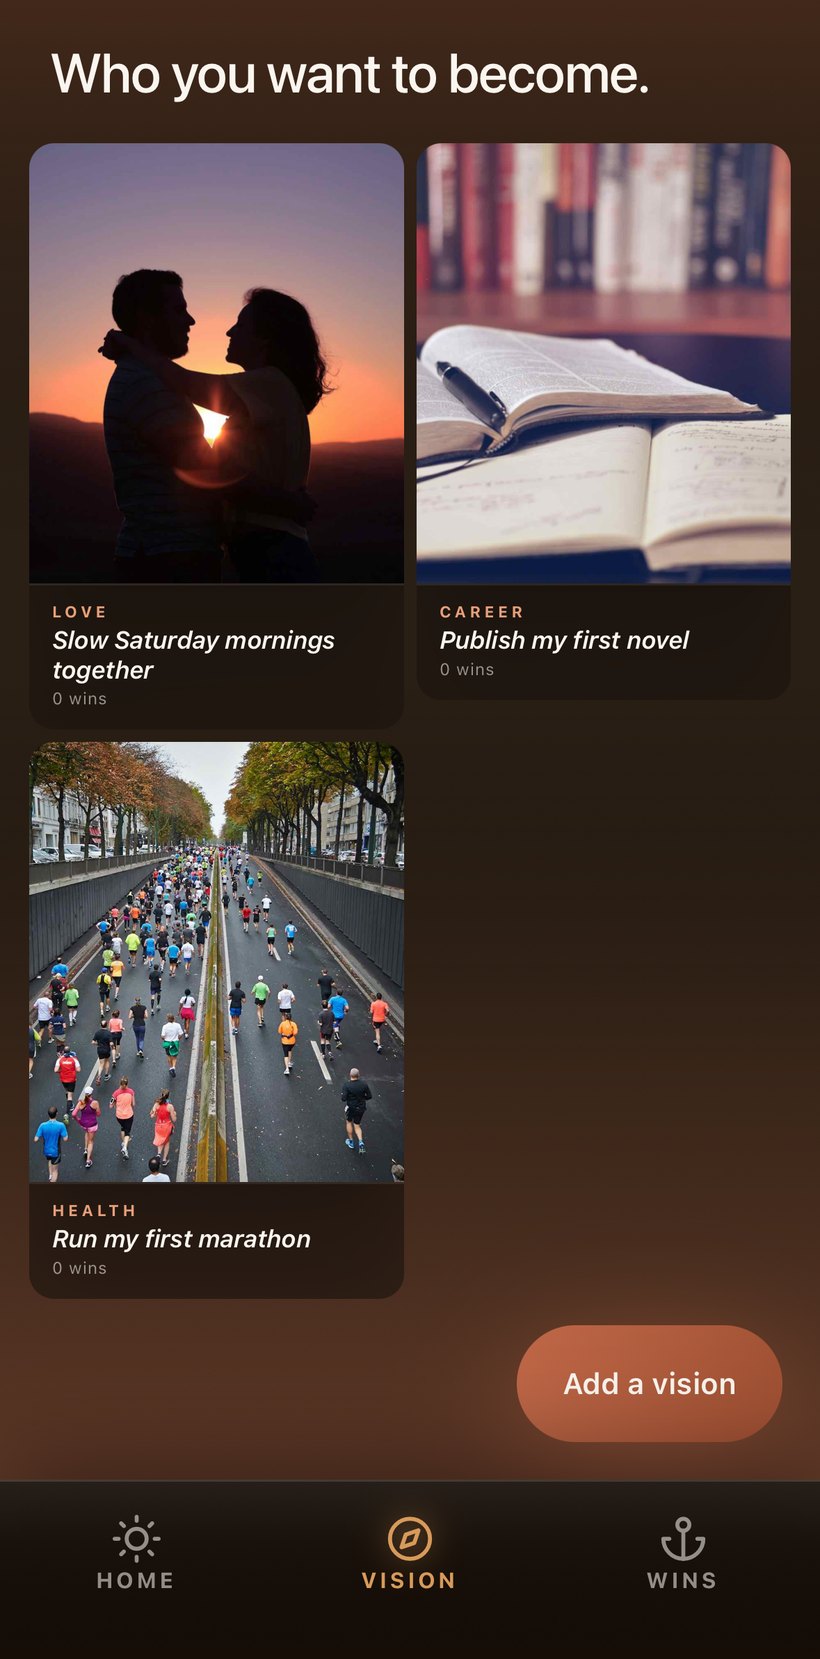 Who you want to become.
LOVE
Slow Saturday mornings
together
0 wins
CAREER
Publish my first novel
0 wins
HEALTH
Run my first marathon
0 wins
Add a vision
HOME
VISION
WINS